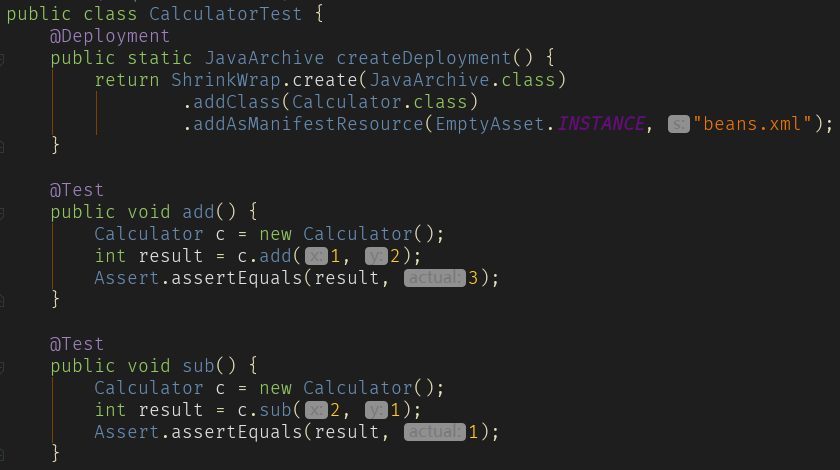 public class CalculatorTest {
@Deployment
public static JavaArchive createDeployment() {
return ShrinkWrap.create(JavaArchive.class)
.addClass(Calculator.class)
.addAsManifestResource(EmptyAsset.INSTANCE, s: "beans.xml");
}
@Test
public void add() {
Calculator c = new Calculator();
int result = c.add( x: 1, y: 2);
Assert.assertEquals(result, actual: 3);
}
@Test
public void sub() {
Calculator c = new Calculator();
int result = c.sub( x: 2, y: 1);
Assert.assertEquals(result, actual: 1);
}